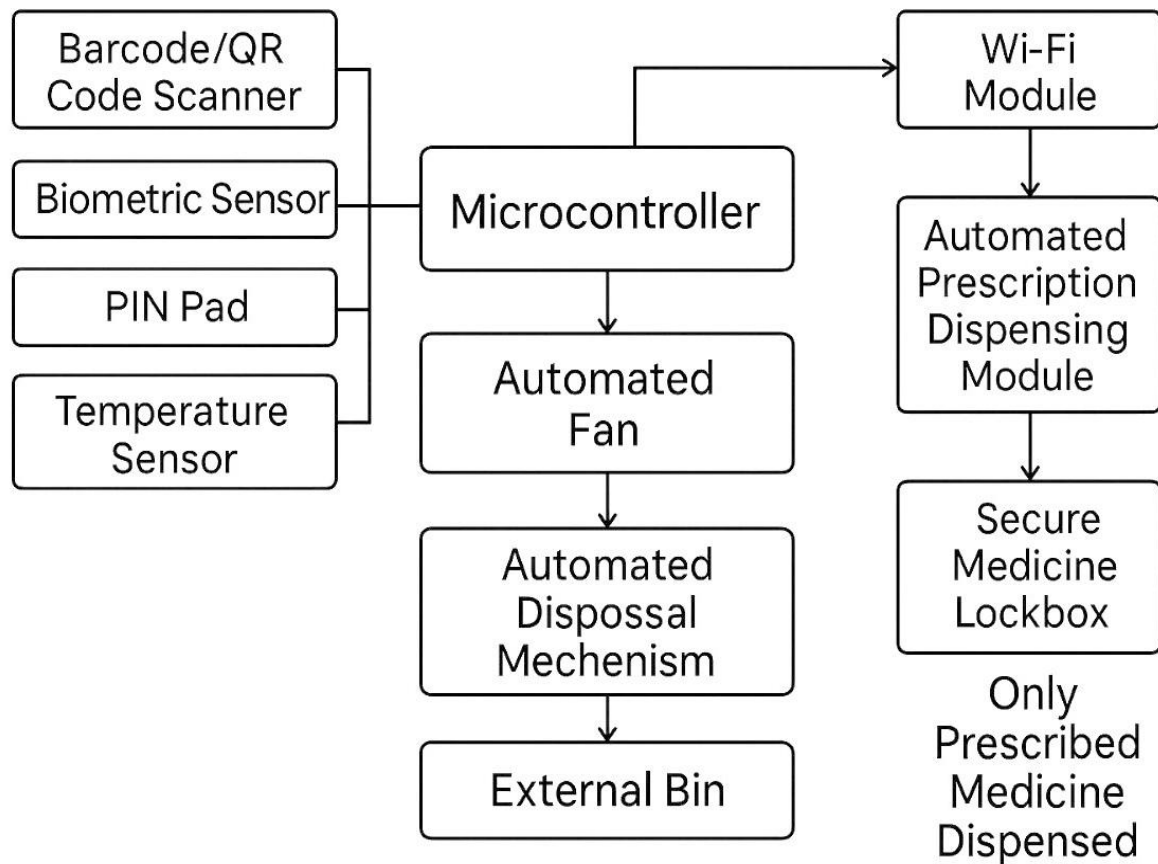 Barcode/QR
Code Scanner
Biometric Sensor
PIN Pad
Temperature
Sensor
Microcontroller
Automated
Fan
Automated
Dispossal
Mechenism
External Bin
Wi-Fi
Module
Automated
Prescription
Dispensing
Module
Secure
Medicine
Lockbox
Only
Prescribed
Medicine
Dispensed